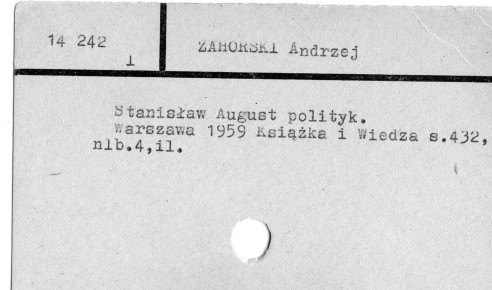 14 242
1
ZAHORSKI Andrzej
Stanisław August polityk.
Warszawa 1959 Książka i Wiedza s.432,
nlb.4,il.